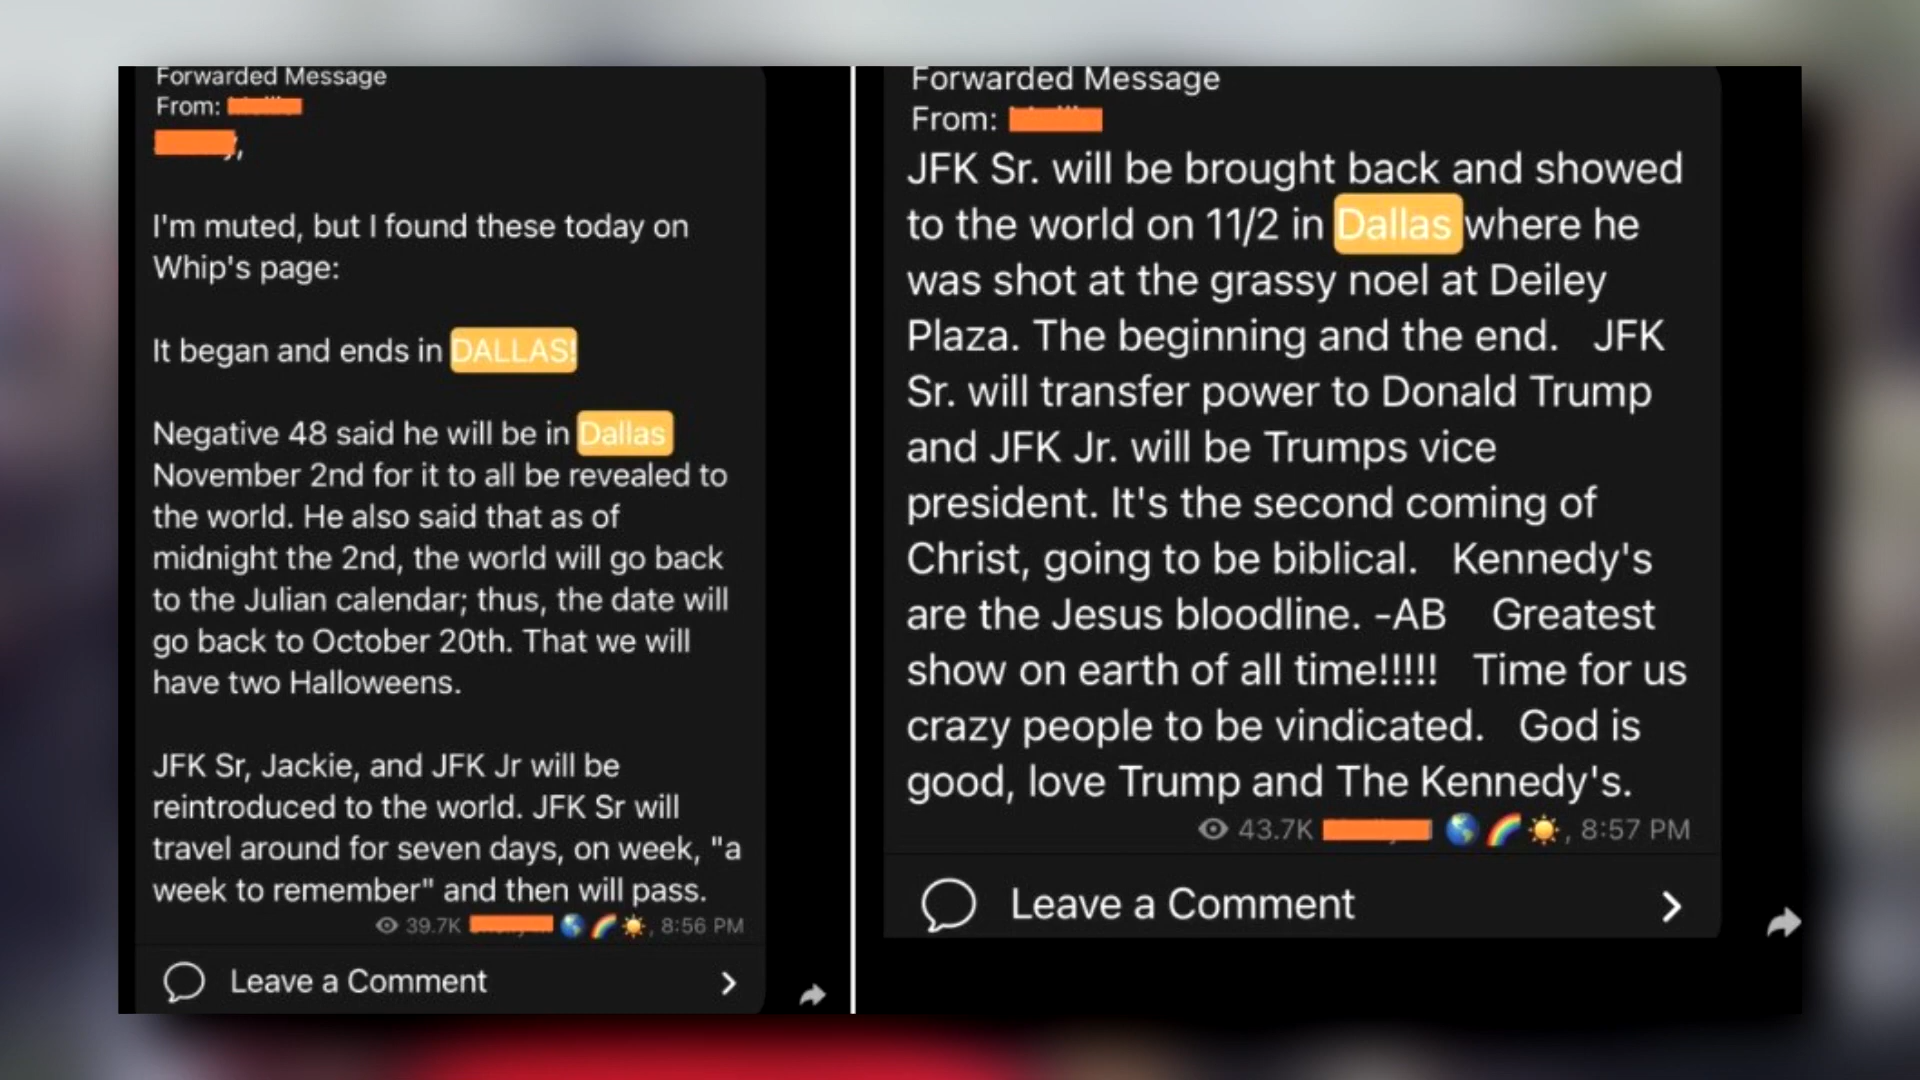 Forwarded Message
From:
,
I'm muted, but I found these today on
Whip's page:
It began and ends in DALLAS!
Negative 48 said he will be in Dallas
November 2nd for it to all be revealed to
the world. He also said that as of
midnight the 2nd, the world will go back
to the Julian calendar; thus, the date will
go back to October 20th. That we will
have two Halloweens.
JFK Sr, Jackie, and JFK Jr will be
reintroduced to the world. JFK Sr will
travel around for seven days, on week, "a
week to remember" and then will pass.
39.7K 🌎🌈☀️, 8:56 PM
Leave a Comment
Forwarded Message
From:
JFK Sr. will be brought back and showed
to the world on 11/2 in Dallas where he
was shot at the grassy noel at Deiley
Plaza. The beginning and the end. JFK
Sr. will transfer power to Donald Trump
and JFK Jr. will be Trumps vice
president. It's the second coming of
Christ, going to be biblical. Kennedy's
are the Jesus bloodline. -AB Greatest
show on earth of all time!!!!! Time for us
crazy people to be vindicated. God is
good, love Trump and The Kennedy's.
43.7K 🌎🌈☀️, 8:57 PM
Leave a Comment